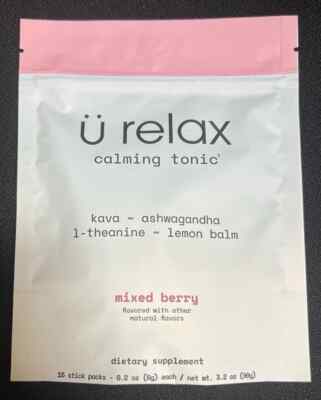 ü relax
calming tonic
kava ~ ashwagandha
l-theanine ~ lemon balm
mixed berry
flavored with other
natural flavors
dietary supplement
15 stick packs - 0.2 oz (6g) each / net wt. 3.2 oz (90g)